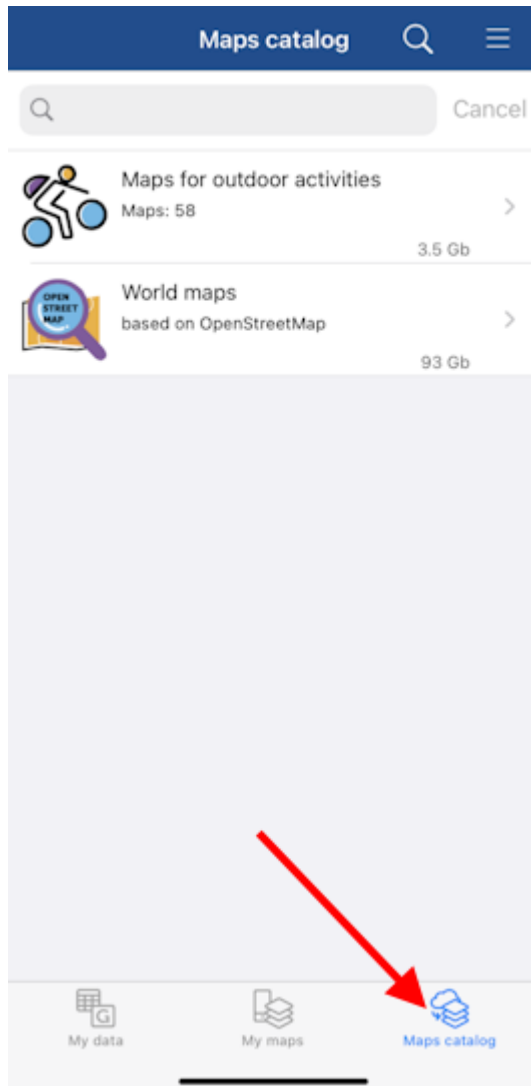 Maps catalog
Cancel
Maps for outdoor activities
Maps: 58
3.5 Gb
OPEN
STREET
MAP
World maps
based on OpenStreetMap
93 Gb
G
My data
My maps
Maps catalog